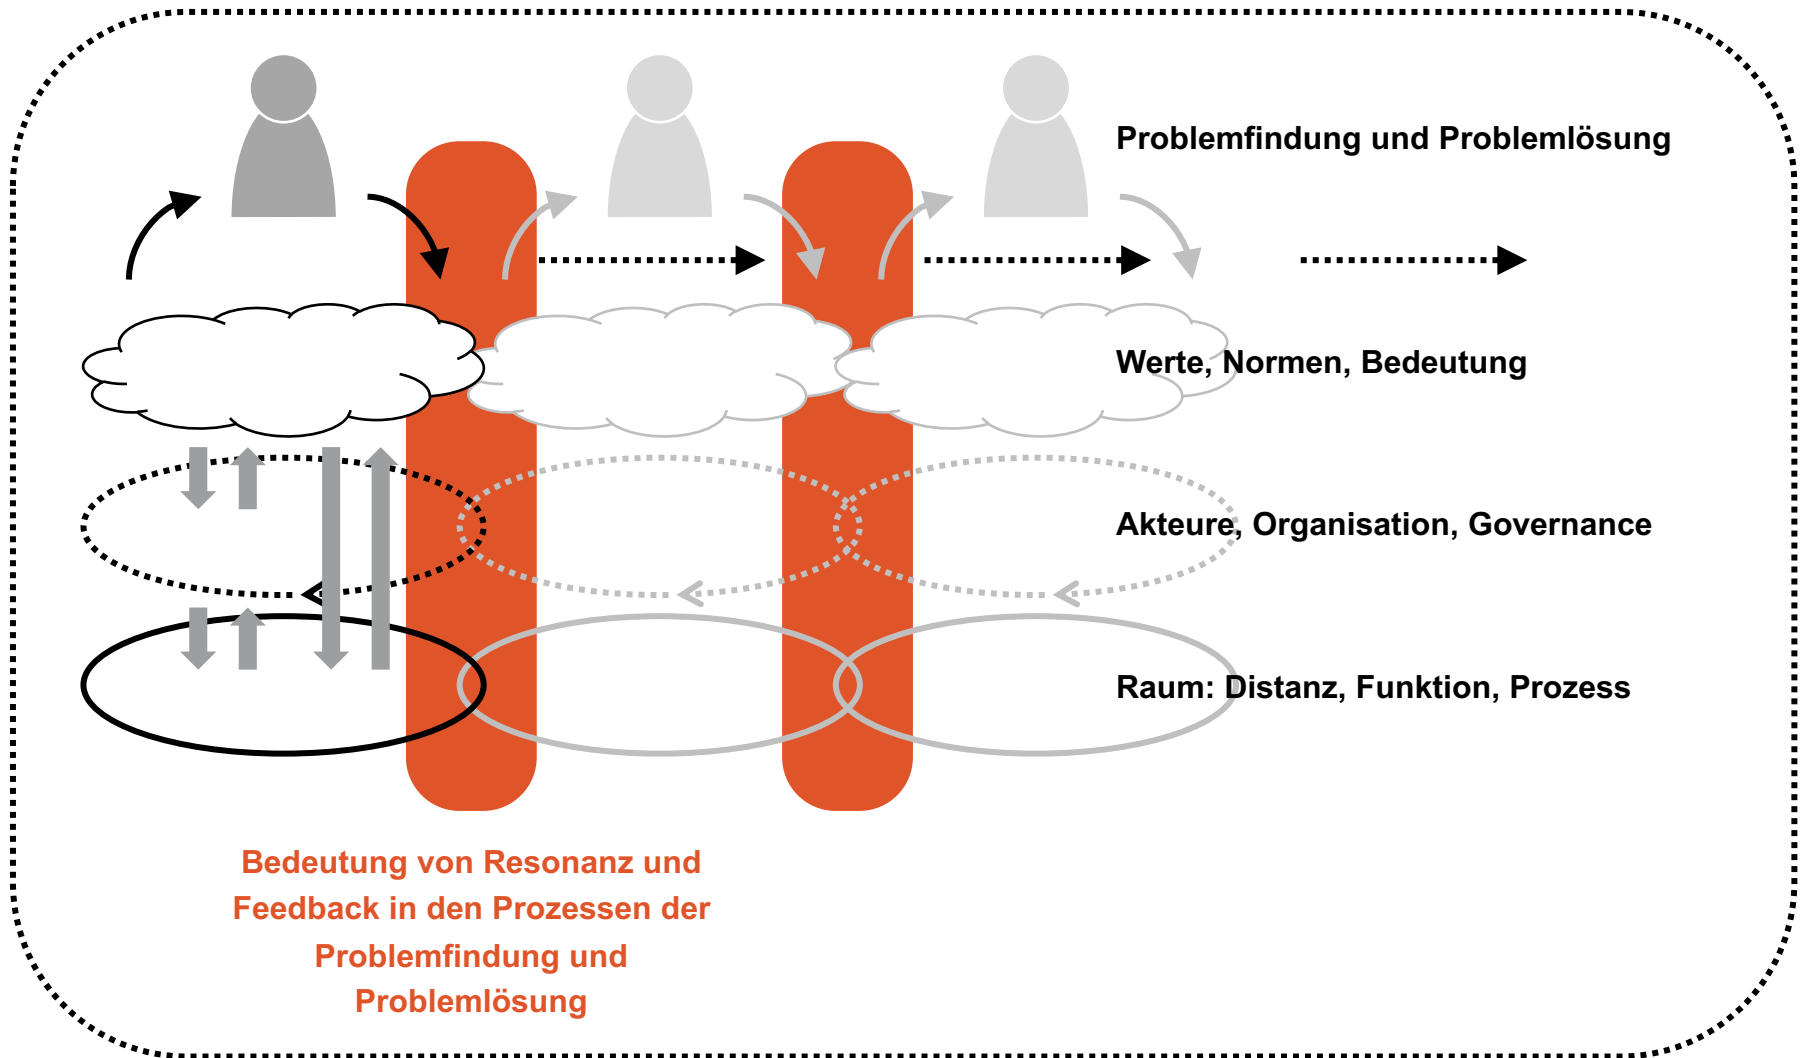 Problemfindung und Problemlösung
Werte, Normen, Bedeutung
Akteure, Organisation, Governance
Raum: Distanz, Funktion, Prozess
Bedeutung von Resonanz und
Feedback in den Prozessen der
Problemfindung und
Problemlösung